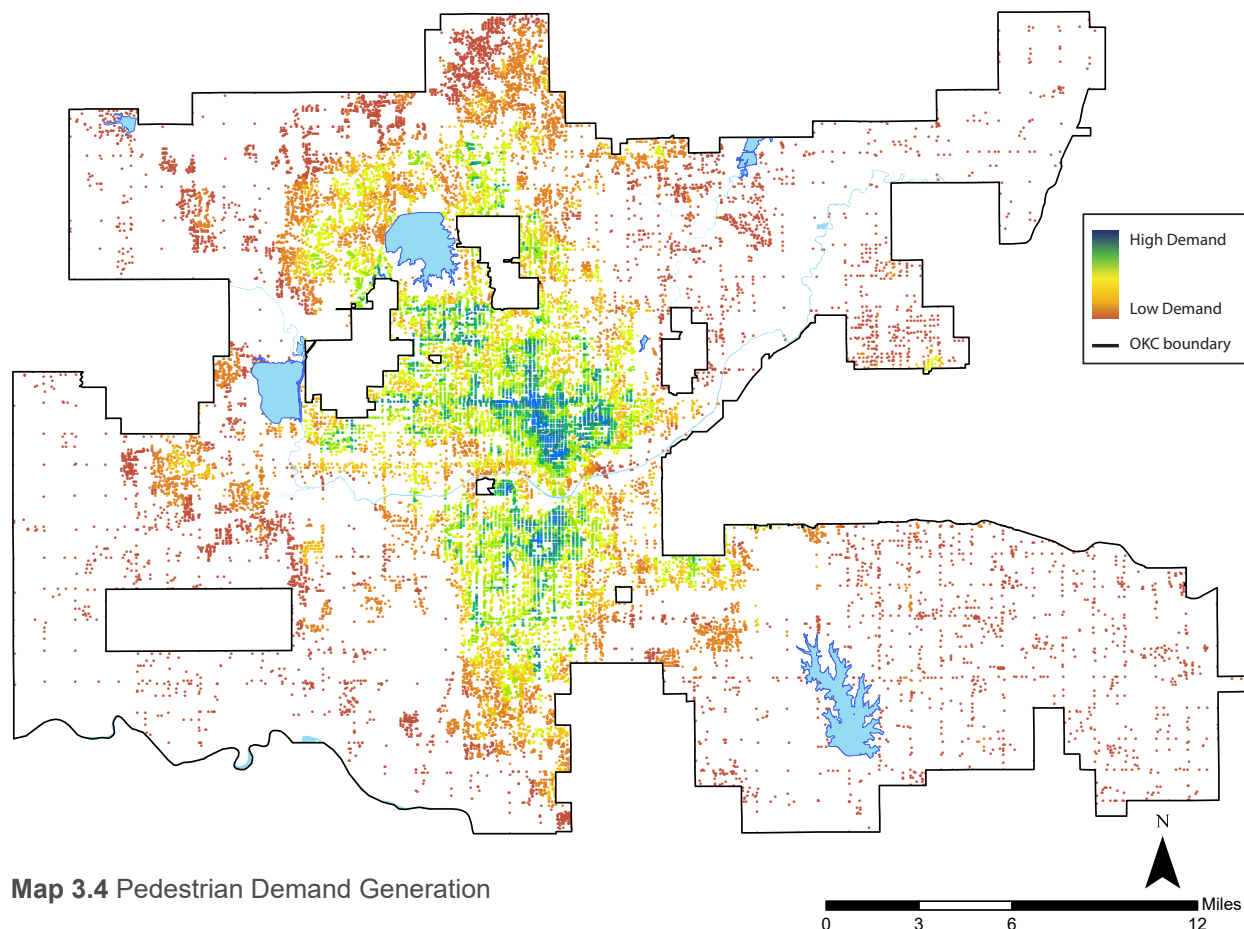 High Demand
Low Demand
OKC boundary
N
Map 3.4 Pedestrian Demand Generation
Miles
0 3 6 12